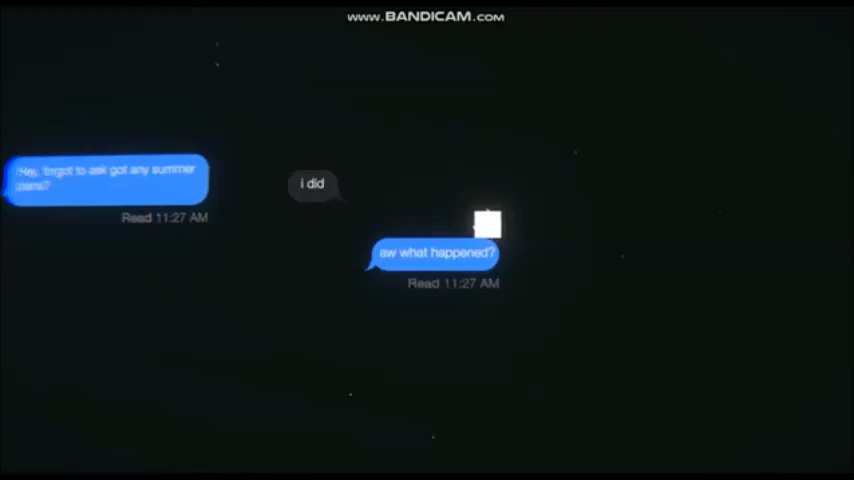 www.BANDICAM.com
Hey, forgot to ask got any summer
plans?
Read 11:27 AM
i did
aw what happened?
Read 11:27 AM